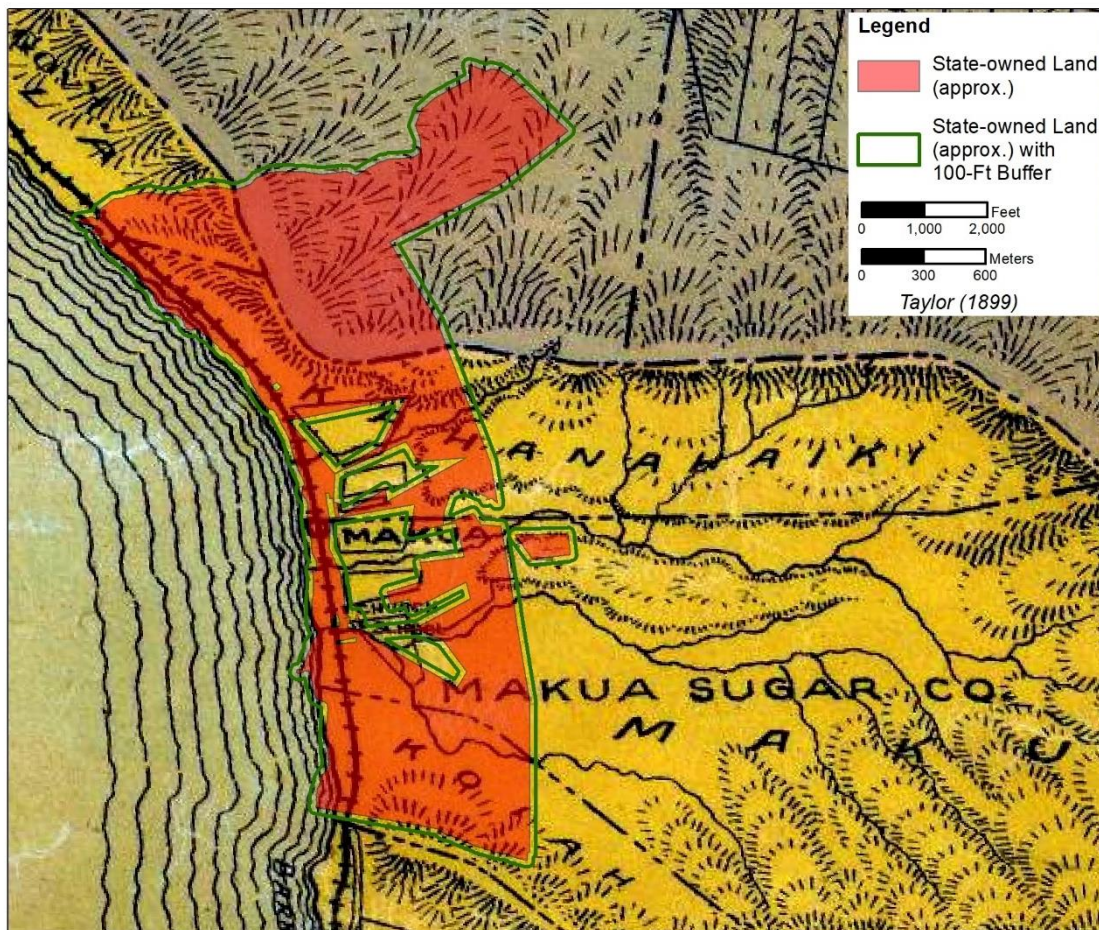 Legend
State-owned Land
(approx.)
State-owned Land
(approx.) with
100-Ft Buffer
Feet
0 1,000 2,000
Meters
0 300 600
Taylor (1899)
MAKUA
MAKUA SUGAR CO.
MAKU